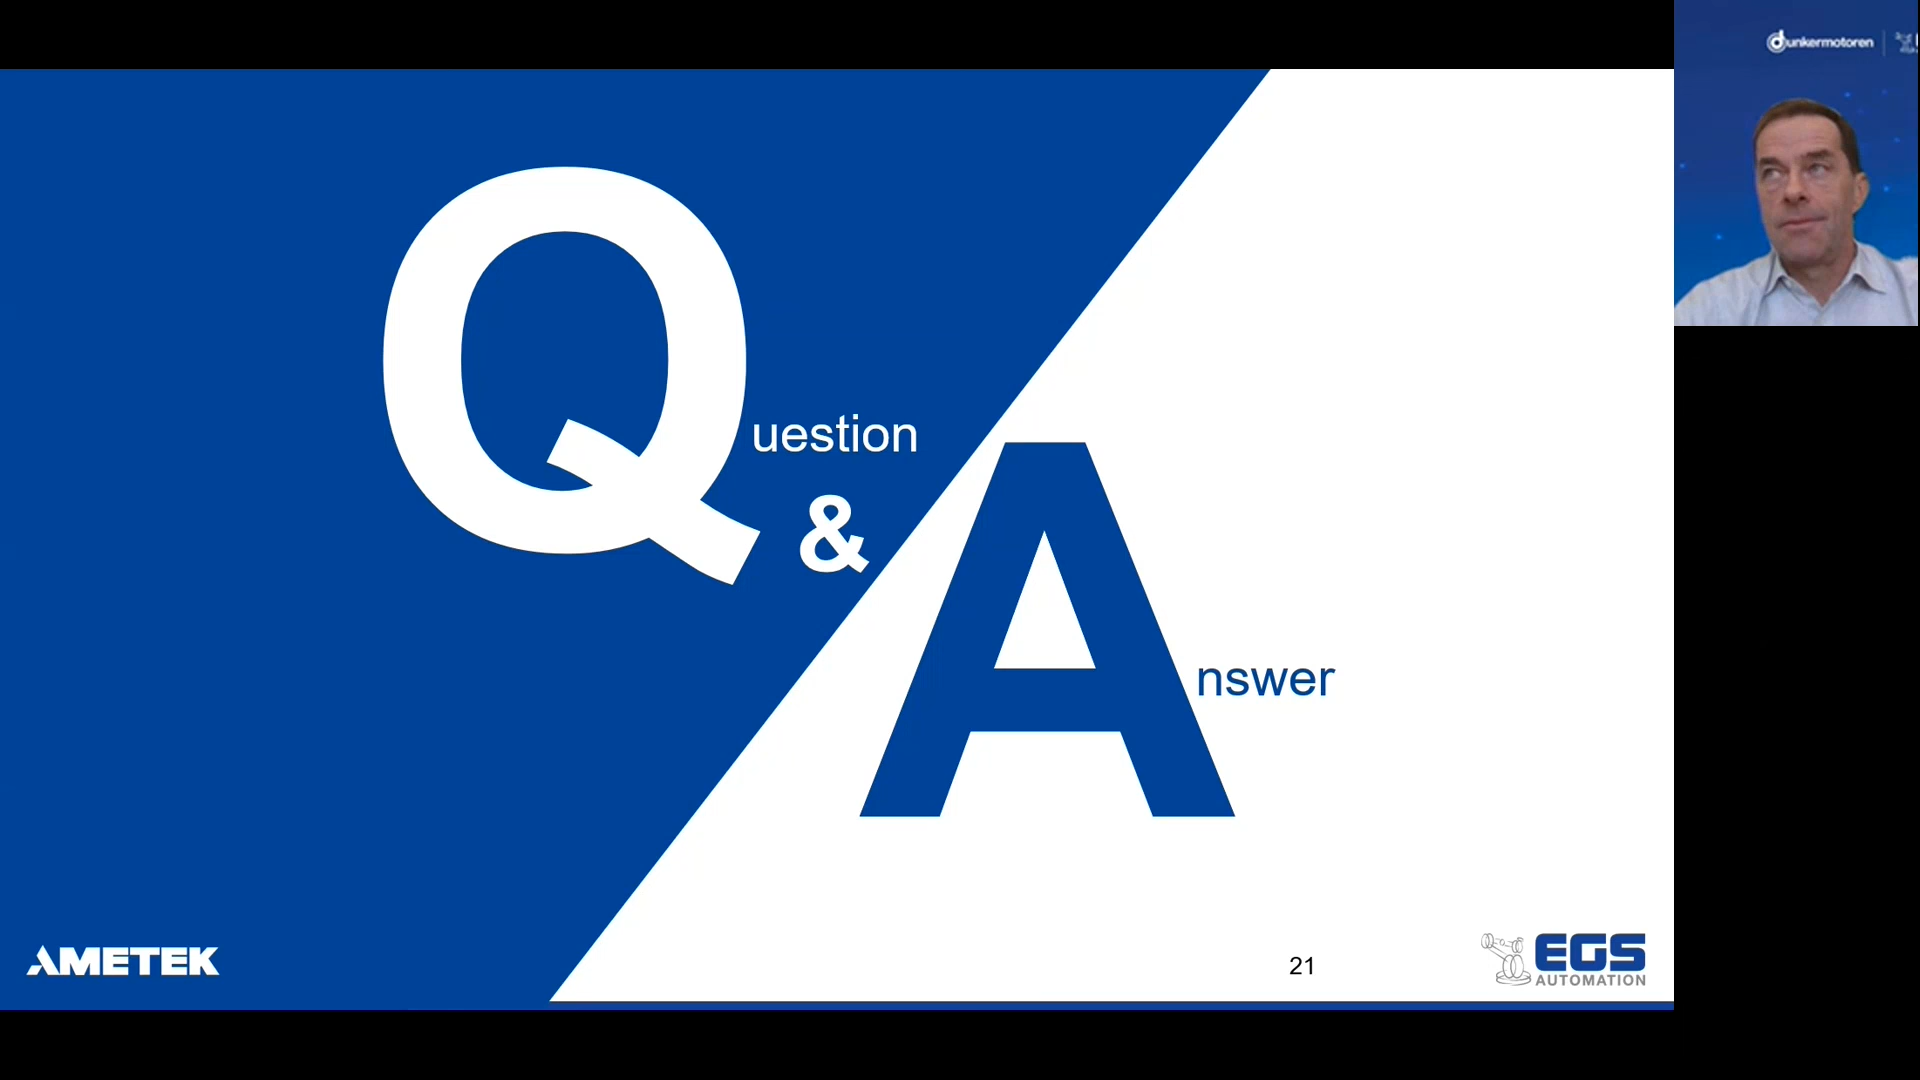 dunkermotoren
Question
&
Answer
AMETEK
21
EGS
AUTOMATION